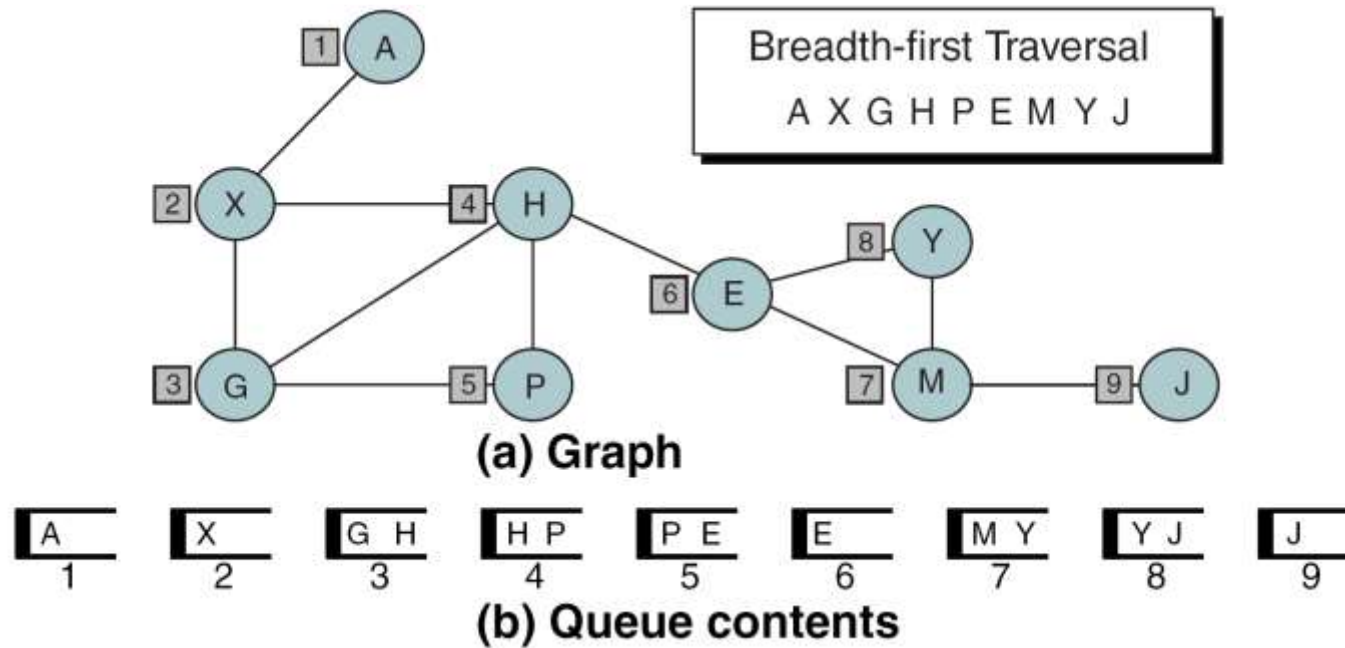 Breadth-first Traversal
A X G H P E M Y J
1 A
2 X
4 H
8 Y
6 E
3 G
5 P
7 M
9 J
(a) Graph
A
X
G H
H P
P E
E
M Y
Y J
J
1 2 3 4 5 6 7 8 9
(b) Queue contents